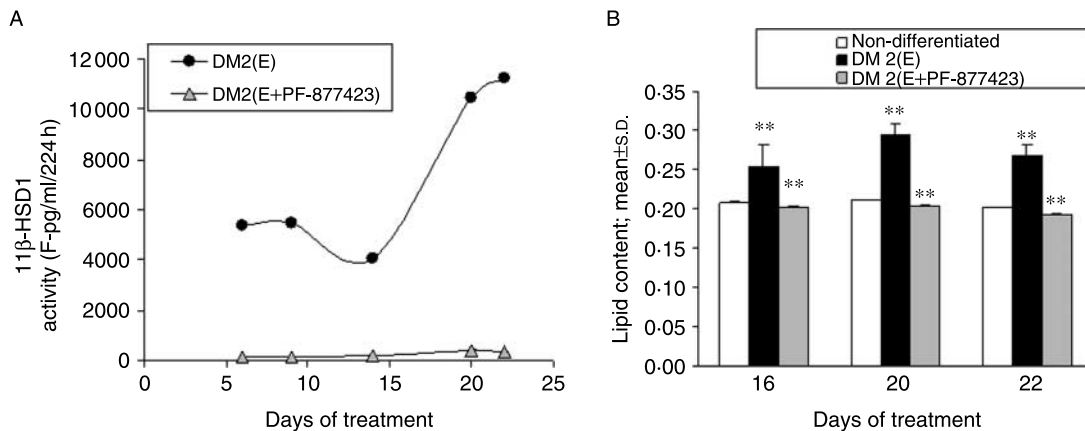 A
DM2(E)
DM2(E+PF-877423)
12 000
10 000
8000
6000
4000
2000
0
11β-HSD1
activity (F-pg/ml/224 h)
0 5 10 15 20 25
Days of treatment
B
Non-differentiated
DM 2(E)
DM 2(E+PF-877423)
0·35
0·30
0·25
0·20
0·15
0·10
0·05
0·00
Lipid content; mean±S.D.
** ** ** ** ** **
16 20 22
Days of treatment